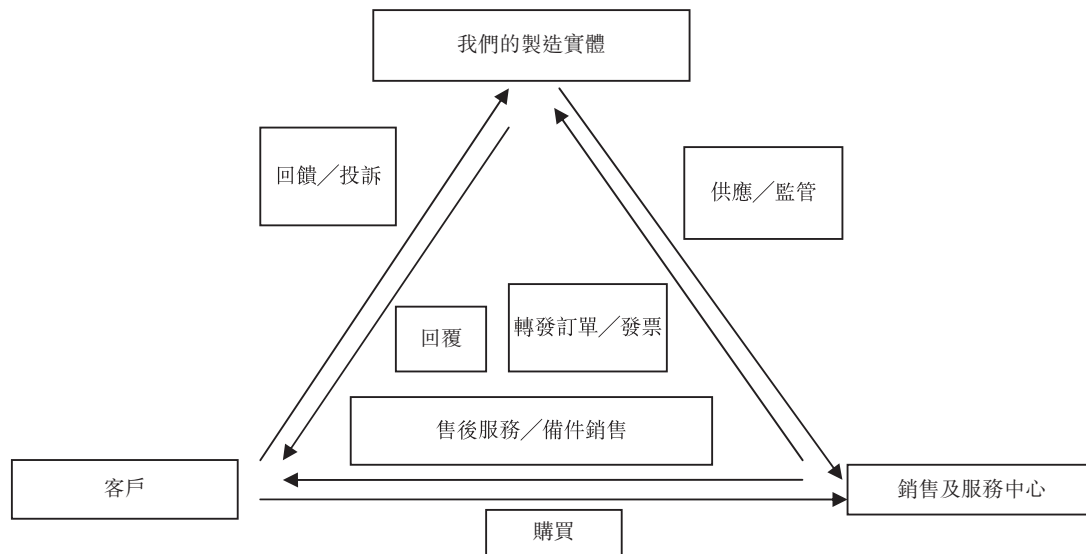 我們的製造實體
回饋／投訴
供應／監管
回覆
轉發訂單／發票
售後服務／備件銷售
客戶
銷售及服務中心
購買